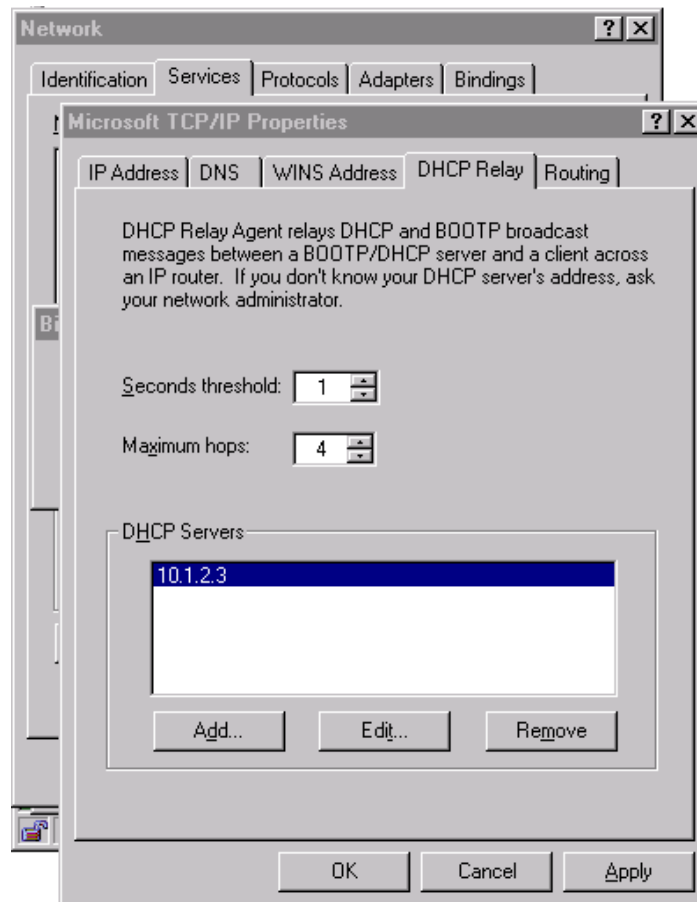 Network
Identification Services Protocols Adapters Bindings
Microsoft TCP/IP Properties
IP Address DNS WINS Address DHCP Relay Routing
DHCP Relay Agent relays DHCP and BOOTP broadcast
messages between a BOOTP/DHCP server and a client across
an IP router. If you don't know your DHCP server's address, ask
your network administrator.
Seconds threshold: 1
Maximum hops: 4
DHCP Servers
10.1.2.3
Add... Edit... Remove
OK Cancel Apply